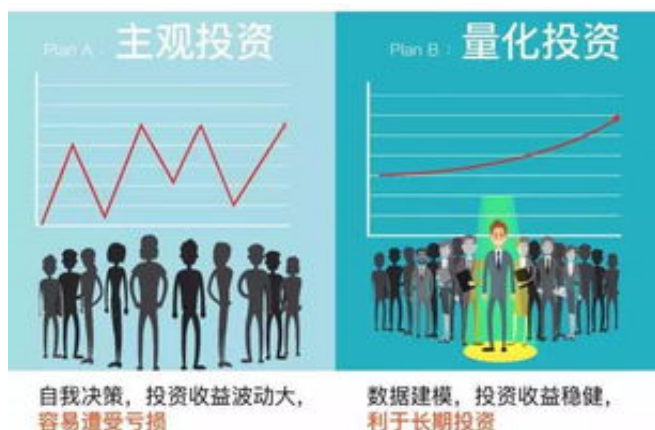 Plan A： 主观投资
Plan B： 量化投资
自我决策，投资收益波动大，
容易遭受亏损
数据建模，投资收益稳健，
利于长期投资